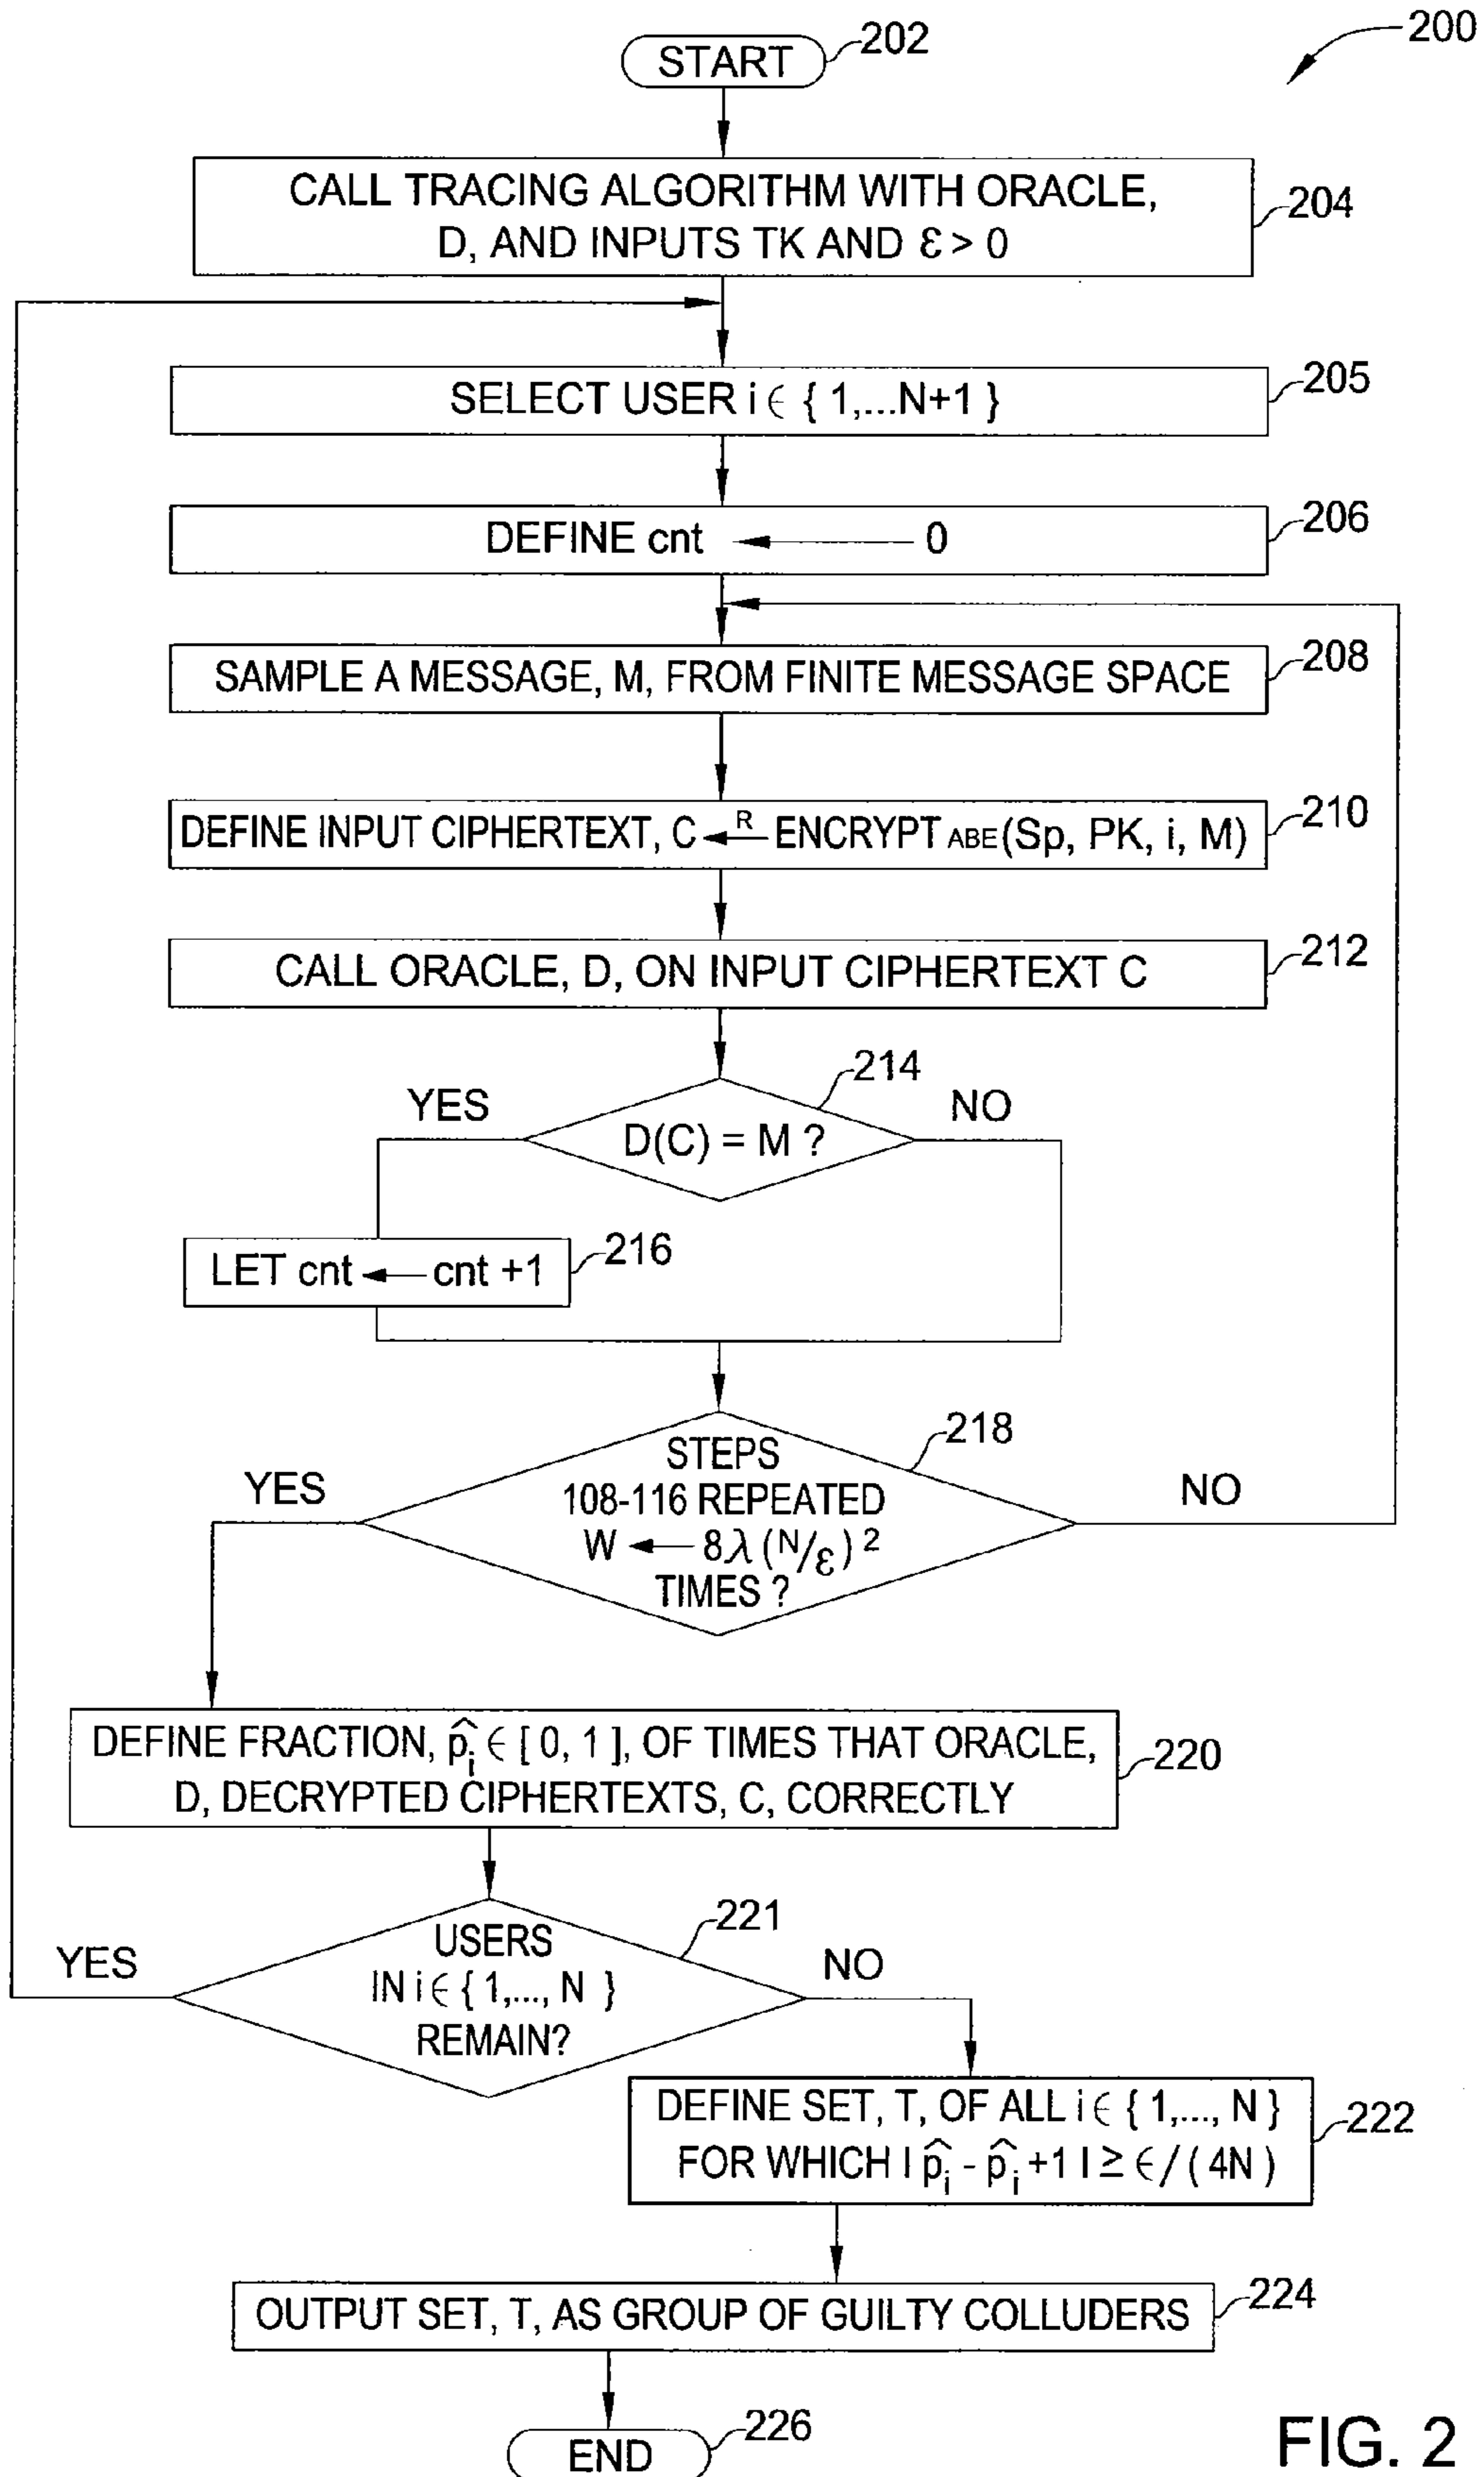 200
START
202
CALL TRACING ALGORITHM WITH ORACLE,
D, AND INPUTS TK AND ε > 0
204
SELECT USER i ∈ { 1,...N+1 }
205
DEFINE cnt ← 0
206
SAMPLE A MESSAGE, M, FROM FINITE MESSAGE SPACE
208
DEFINE INPUT CIPHERTEXT, C ←R ENCRYPT ABE (Sp, PK, i, M)
210
CALL ORACLE, D, ON INPUT CIPHERTEXT C
212
214
YES
NO
D(C) = M ?
LET cnt ← cnt +1
216
218
STEPS
108-116 REPEATED
W ← 8λ (N/ε) 2
TIMES ?
YES
NO
DEFINE FRACTION, p̂i ∈ [ 0, 1 ], OF TIMES THAT ORACLE,
D, DECRYPTED CIPHERTEXTS, C, CORRECTLY
220
221
USERS
IN i ∈ { 1,..., N }
REMAIN?
YES
NO
DEFINE SET, T, OF ALL i ∈ { 1,..., N }
FOR WHICH | p̂i - p̂i +1 | ≥ ∈ / ( 4N )
222
OUTPUT SET, T, AS GROUP OF GUILTY COLLUDERS
224
END
226
FIG. 2